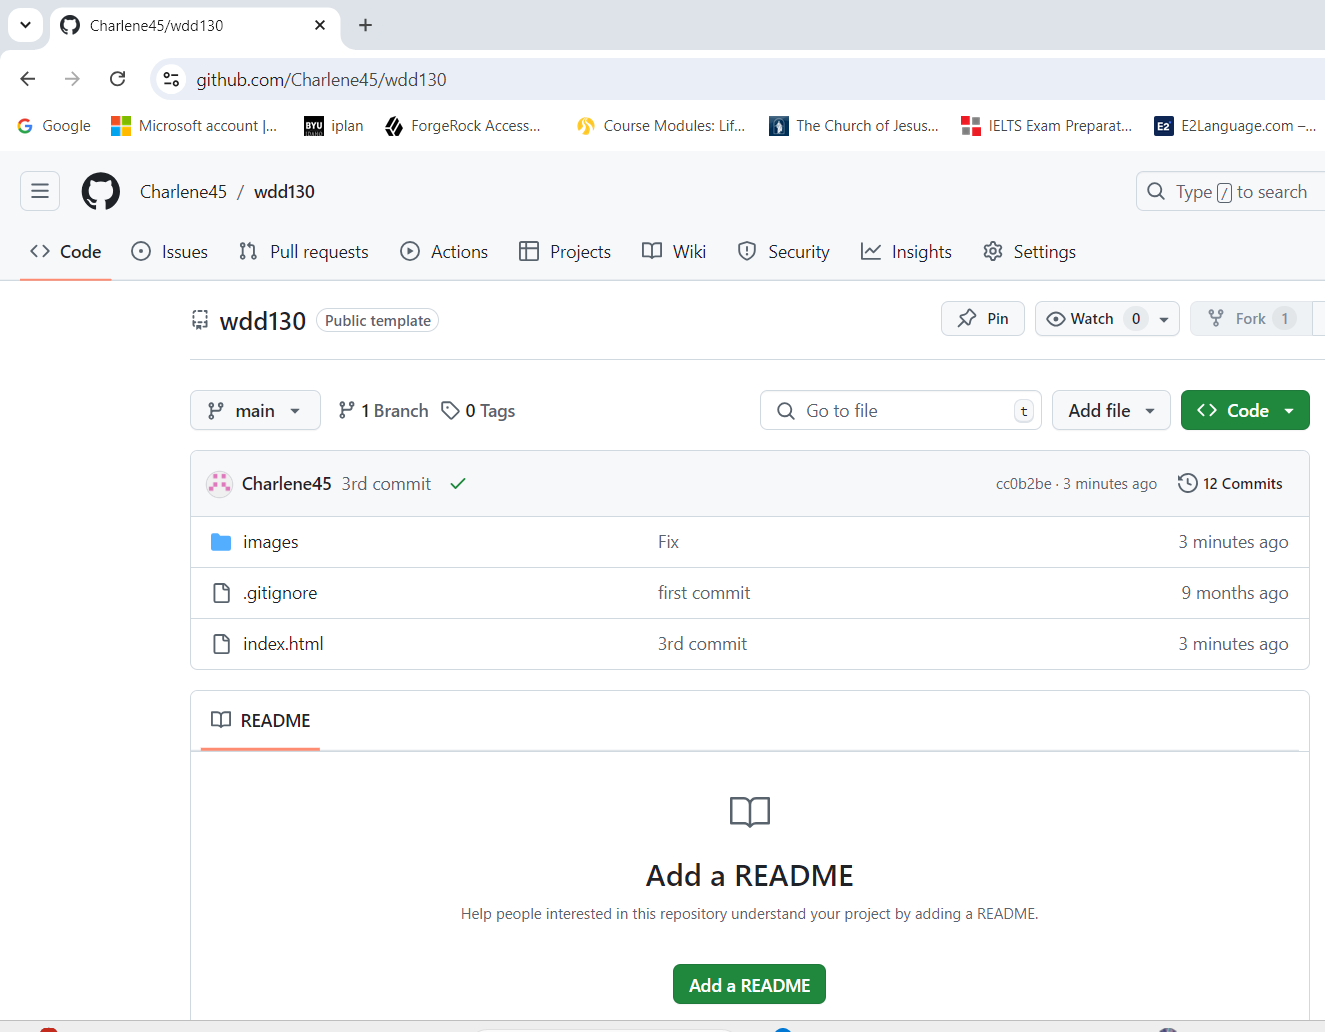 Charlene45/wdd130
github.com/Charlene45/wdd130
Google Microsoft account |... BYU IDAHO iplan ForgeRock Access... Course Modules: Lif... The Church of Jesus... IELTS Exam Preparat... E2 E2Language.com –...
Charlene45 / wdd130 Type / to search
Code Issues Pull requests Actions Projects Wiki Security Insights Settings
wdd130 Public template Pin Watch 0 Fork 1
main 1 Branch 0 Tags Go to file t Add file Code
Charlene45 3rd commit cc0b2be · 3 minutes ago 12 Commits
images Fix 3 minutes ago
.gitignore first commit 9 months ago
index.html 3rd commit 3 minutes ago
README
Add a README
Help people interested in this repository understand your project by adding a README.
Add a README